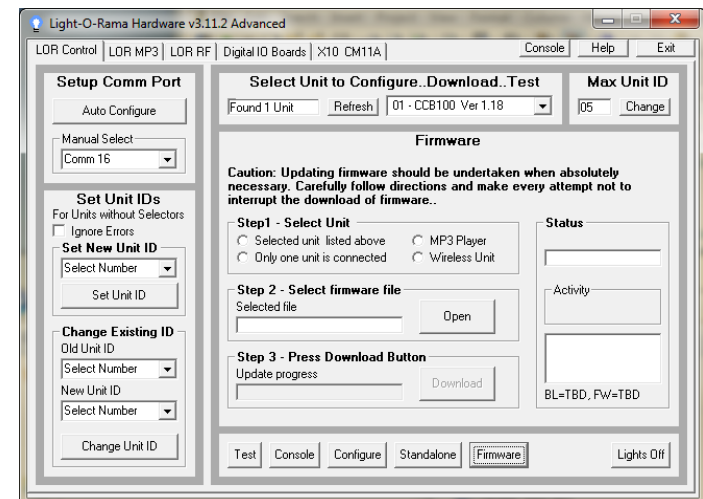 Light-O-Rama Hardware v3.11.2 Advanced
LOR Control LOR MP3 LOR RF Digital IO Boards X10 CM11A Console Help Exit
Setup Comm Port
Auto Configure
Manual Select
Comm 16
Set Unit IDs
For Units without Selectors
Ignore Errors
Set New Unit ID
Select Number
Set Unit ID
Change Existing ID
Old Unit ID
Select Number
New Unit ID
Select Number
Change Unit ID
Select Unit to Configure..Download..Test
Found 1 Unit Refresh 01 - CCB100 Ver 1.18
Max Unit ID
05 Change
Firmware
Caution: Updating firmware should be undertaken when absolutely
necessary. Carefully follow directions and make every attempt not to
interrupt the download of firmware..
Step1 - Select Unit
Selected unit listed above MP3 Player
Only one unit is connected Wireless Unit
Step 2 - Select firmware file
Selected file
Open
Step 3 - Press Download Button
Update progress
Download
Status
Activity
BL=TBD, FW=TBD
Test Console Configure Standalone Firmware Lights Off